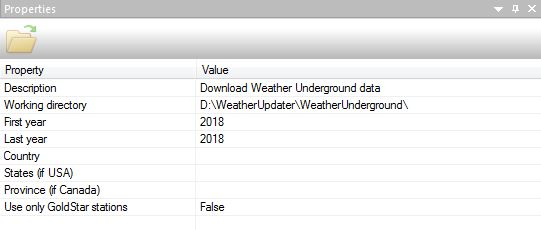 Properties
Property Value
Description Download Weather Underground data
Working directory D:\WeatherUpdater\WeatherUnderground\
First year 2018
Last year 2018
Country
States (if USA)
Province (if Canada)
Use only GoldStar stations False